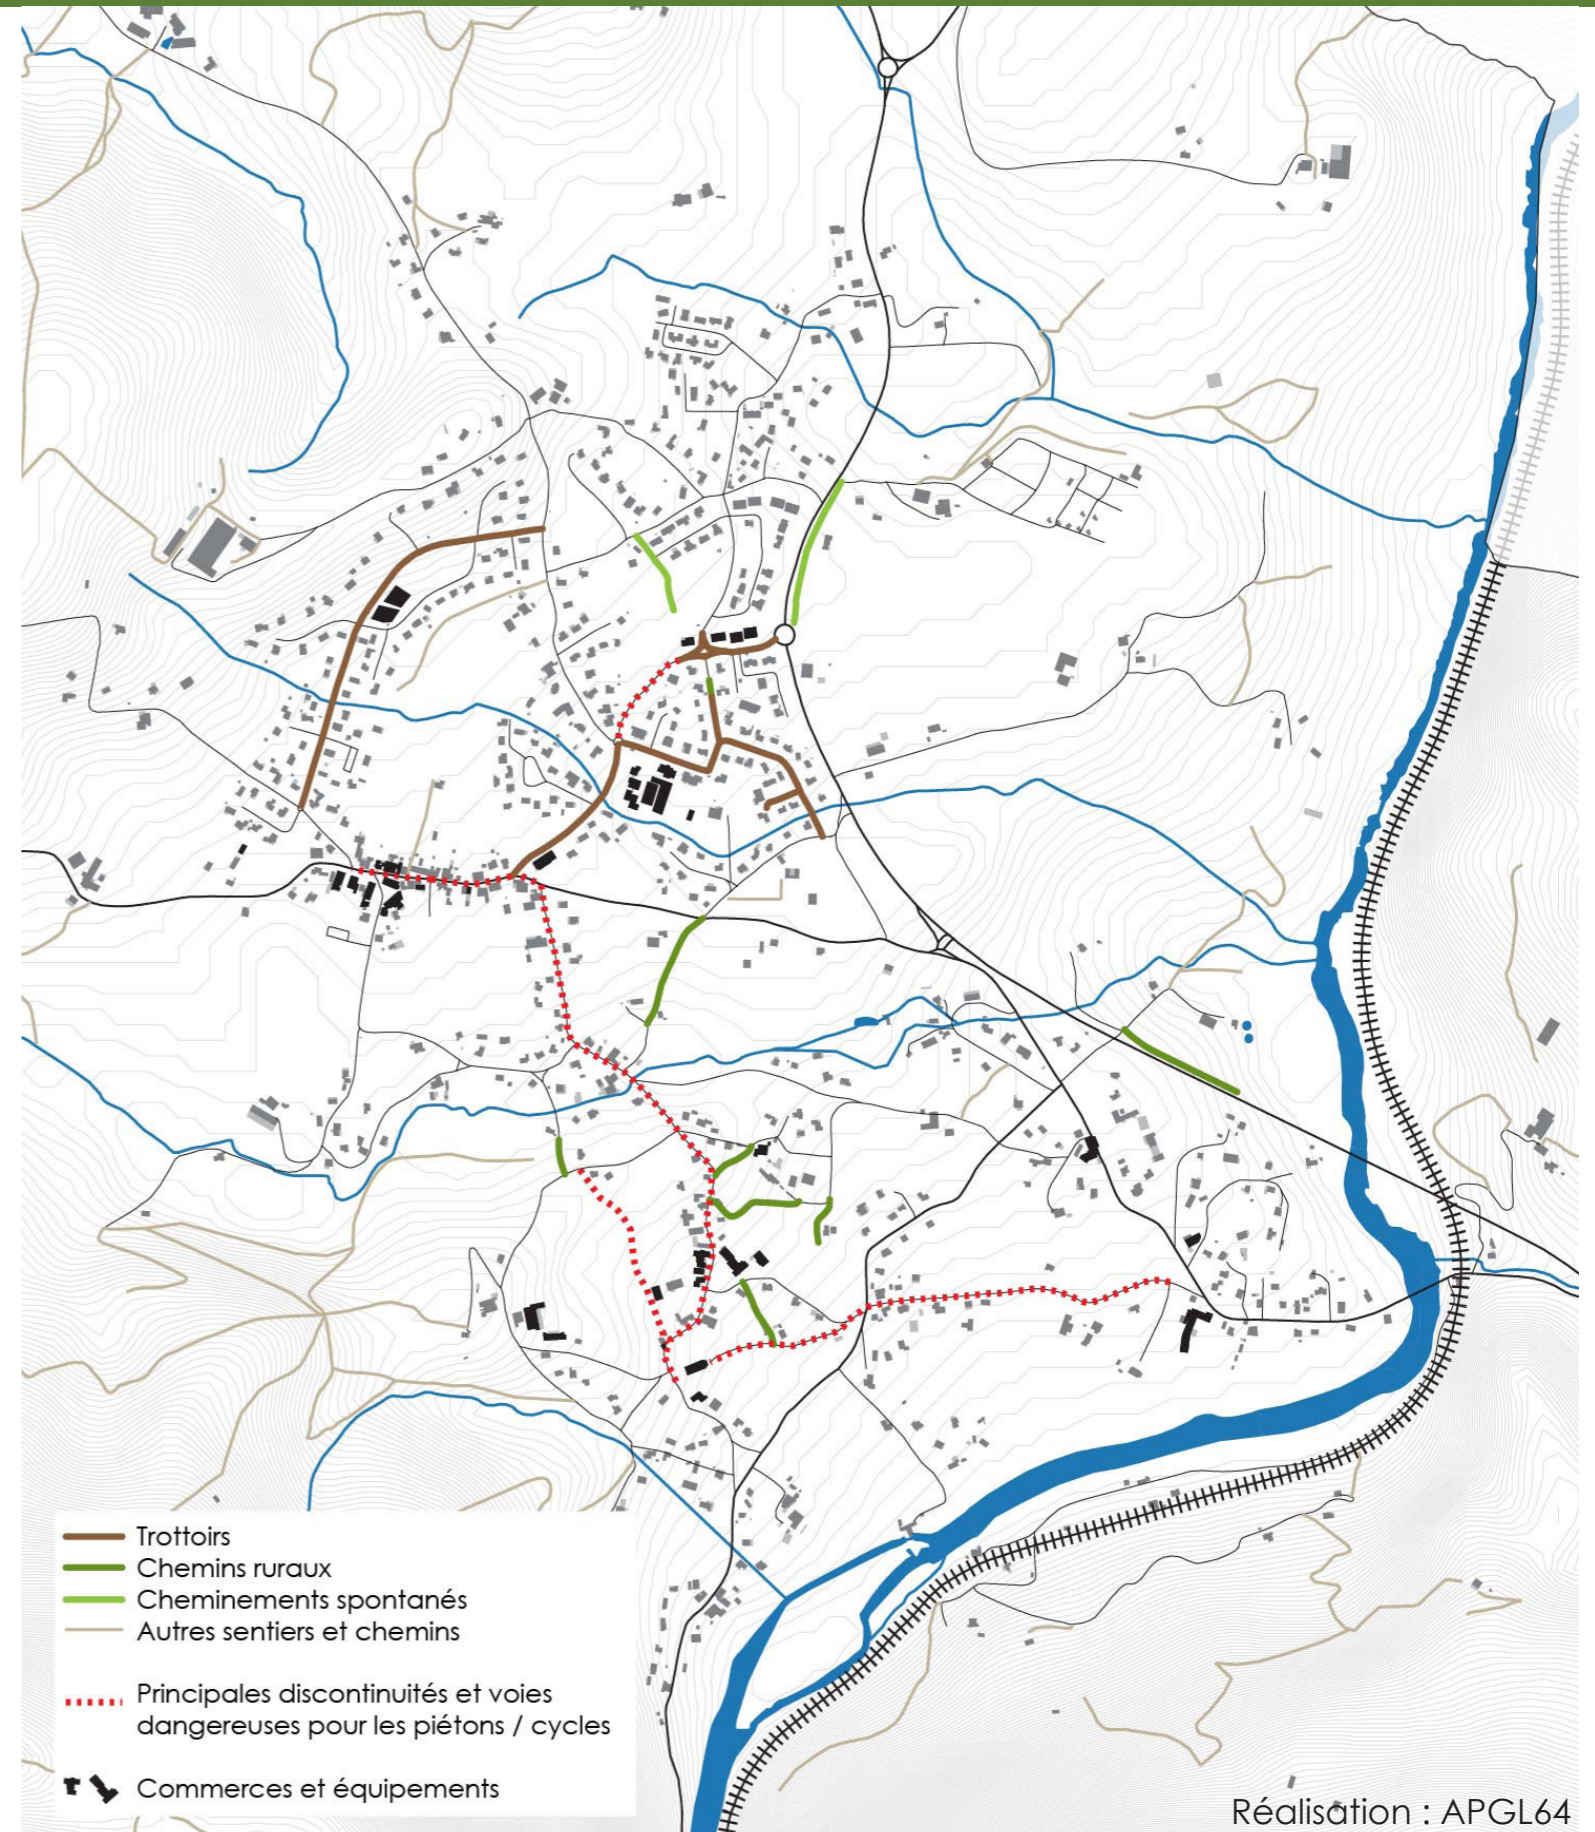 Trottoirs
Chemins ruraux
Cheminements spontanés
Autres sentiers et chemins
Principales discontinuités et voies
dangereuses pour les piétons / cycles
Commerces et équipements
Réalisation : APGL64